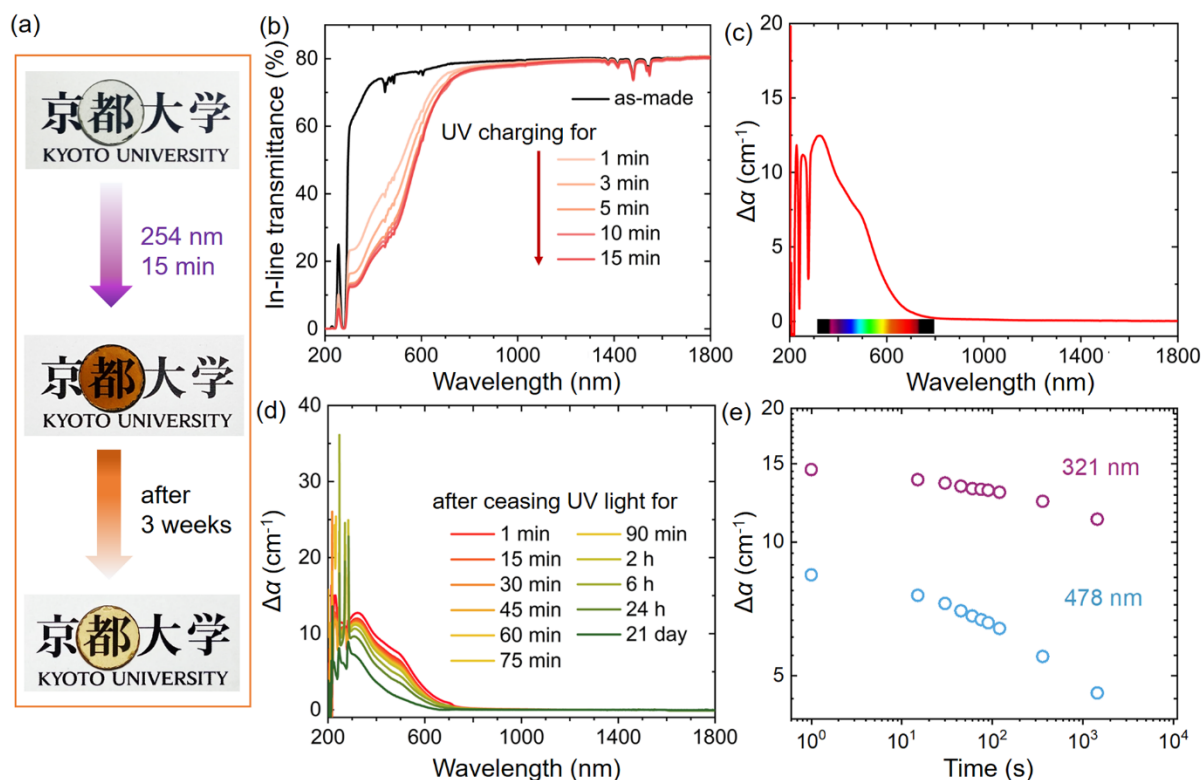 (a)
京都大学
KYOTO UNIVERSITY
254 nm
15 min
京都大学
KYOTO UNIVERSITY
after
3 weeks
京都大学
KYOTO UNIVERSITY
(b)
In-line transmittance (%)
80
60
40
20
0
as-made
UV charging for
1 min
3 min
5 min
10 min
15 min
200
600
1000
1400
1800
Wavelength (nm)
(c)
Δα (cm⁻¹)
20
15
10
5
0
200
600
1000
1400
1800
Wavelength (nm)
(d)
Δα (cm⁻¹)
40
30
20
10
0
after ceasing UV light for
1 min
15 min
30 min
45 min
60 min
75 min
90 min
2 h
6 h
24 h
21 day
200
600
1000
1400
1800
Wavelength (nm)
(e)
Δα (cm⁻¹)
20
15
10
5
321 nm
478 nm
10⁰
10¹
10²
10³
10⁴
Time (s)